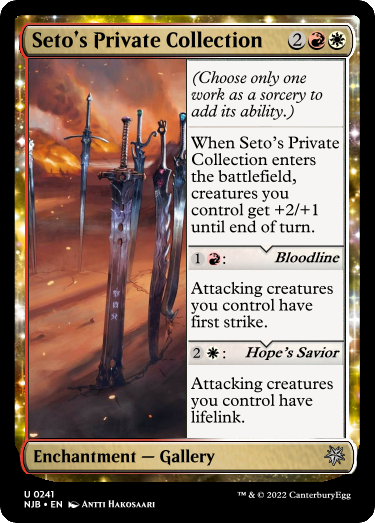 Seto's Private Collection 2
(Choose only one
work as a sorcery to
add its ability.)
When Seto's Private
Collection enters
the battlefield,
creatures you
control get +2/+1
until end of turn.
1 : Bloodline
Attacking creatures
you control have
first strike.
2 : Hope's Savior
Attacking creatures
you control have
lifelink.
Enchantment — Gallery
U 0241
NJB • EN Antti Hakosaari
™ & © 2022 CanterburyEgg